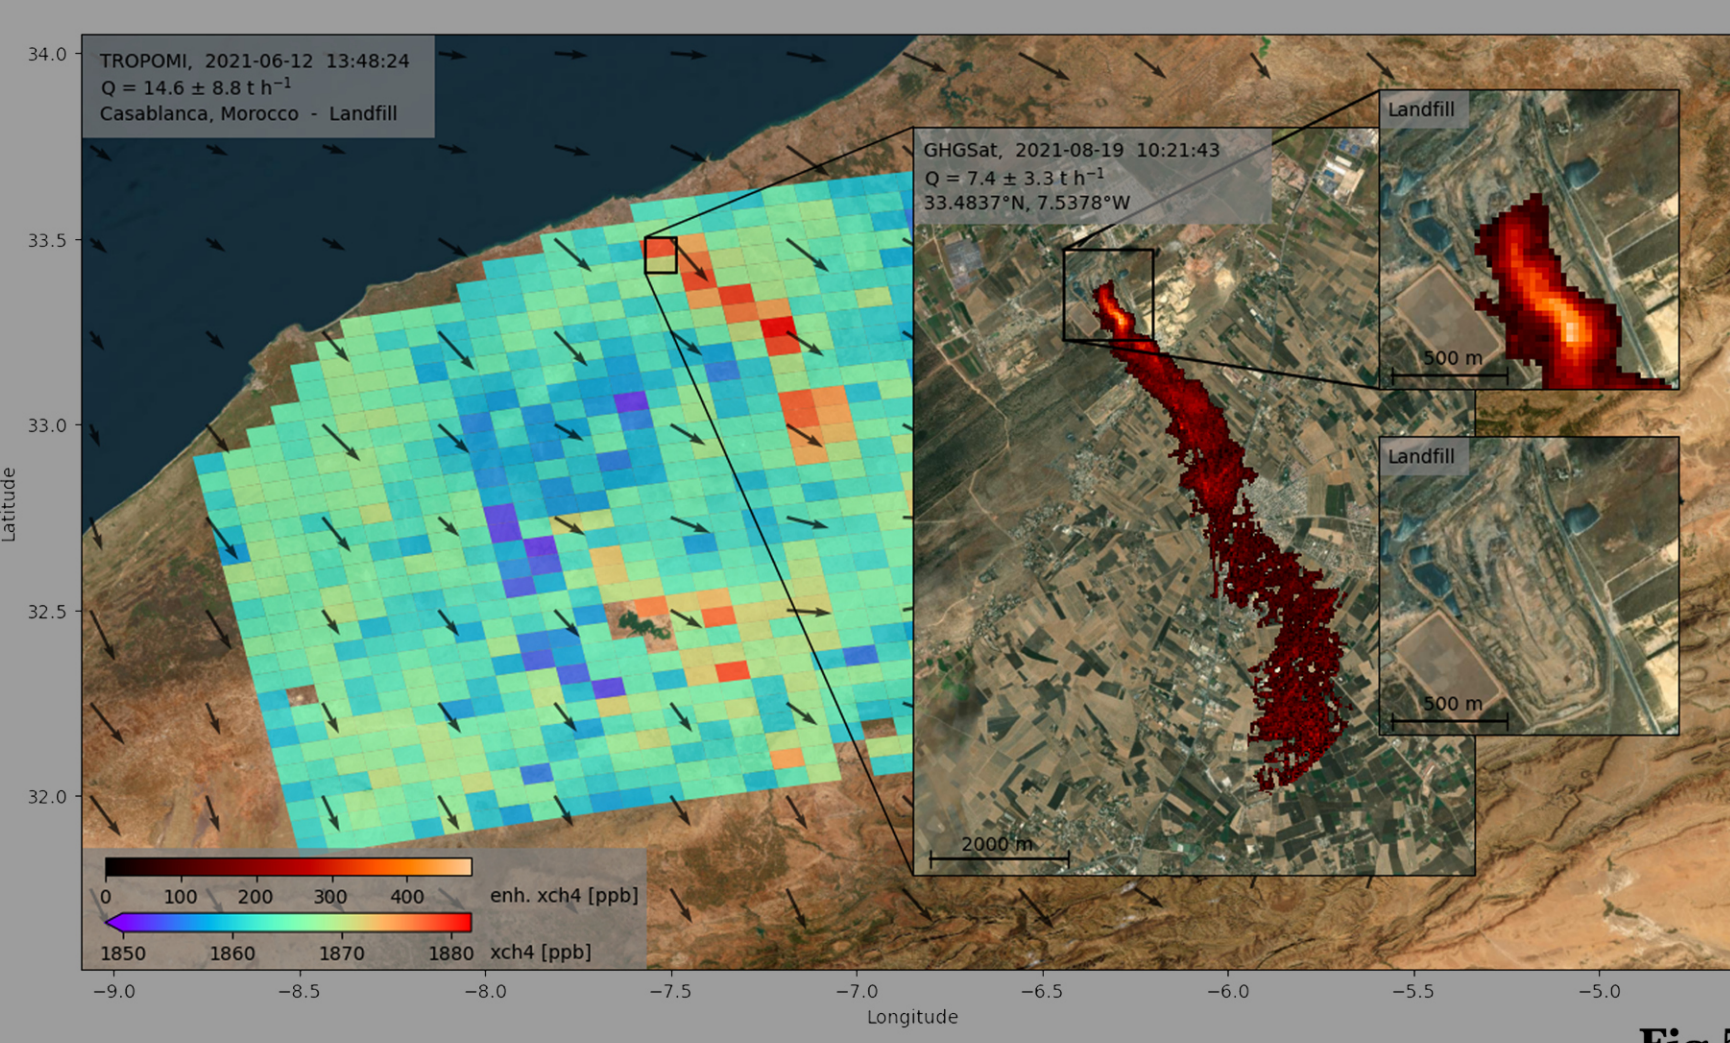 TROPOMI, 2021-06-12 13:48:24
Q = 14.6 ± 8.8 t h⁻¹
Casablanca, Morocco - Landfill
GHGSat, 2021-08-19 10:21:43
Q = 7.4 ± 3.3 t h⁻¹
33.4837°N, 7.5378°W
Landfill
500 m
Landfill
500 m
2000 m
34.0
33.5
33.0
32.5
32.0
Latitude
0 100 200 300 400
enh. xch4 [ppb]
1850 1860 1870 1880
xch4 [ppb]
−9.0 −8.5 −8.0 −7.5 −7.0 −6.5 −6.0 −5.5 −5.0
Longitude